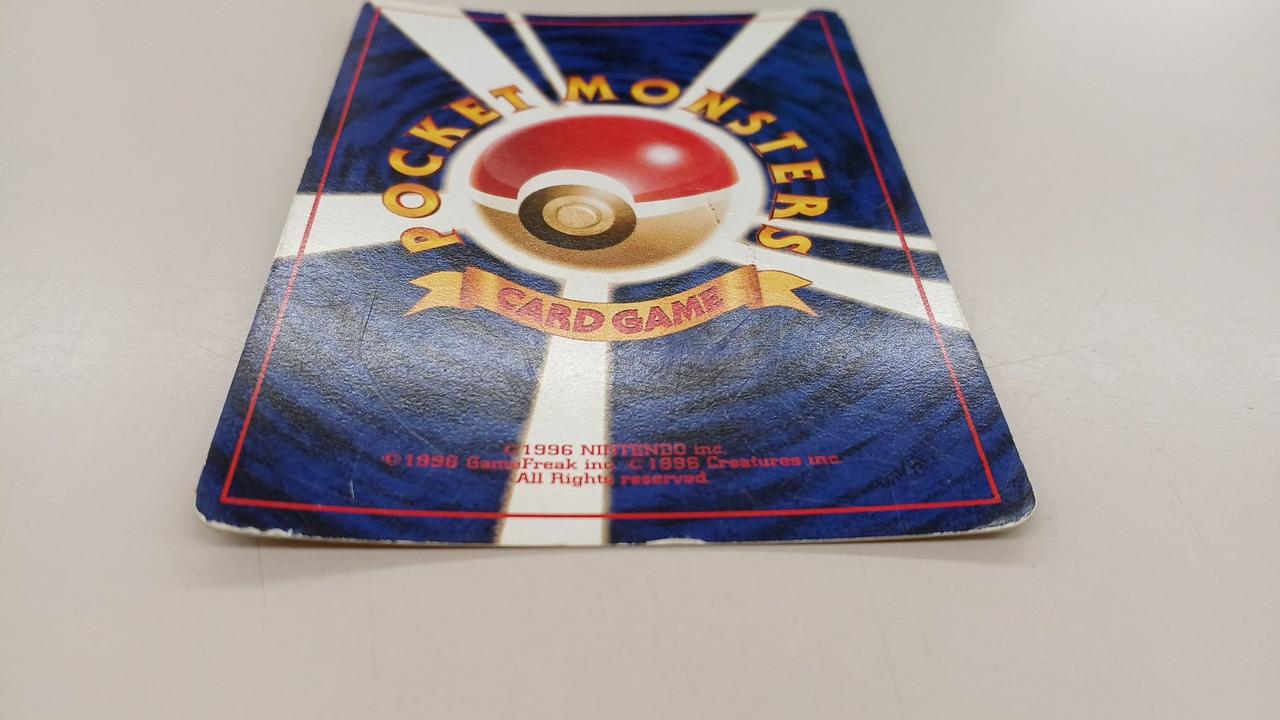 POCKET MONSTERS
CARD GAME
©1996 NINTENDO inc.
©1996 GameFreak inc. ©1996 Creatures inc.
All Rights reserved.